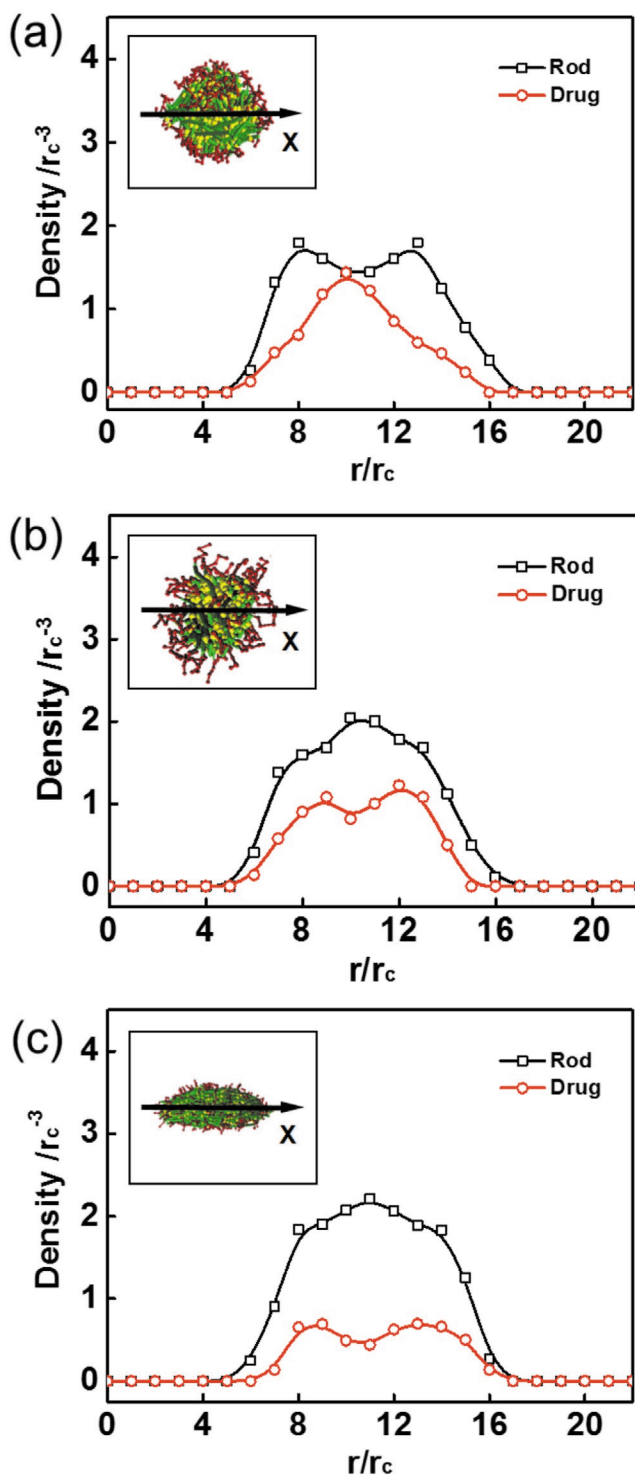 (a)
Density /rc-3
4
3
2
1
0
Rod
Drug
X
0 4 8 12 16 20
r/rc
(b)
Density /rc-3
4
3
2
1
0
Rod
Drug
X
0 4 8 12 16 20
r/rc
(c)
Density /rc-3
4
3
2
1
0
Rod
Drug
X
0 4 8 12 16 20
r/rc